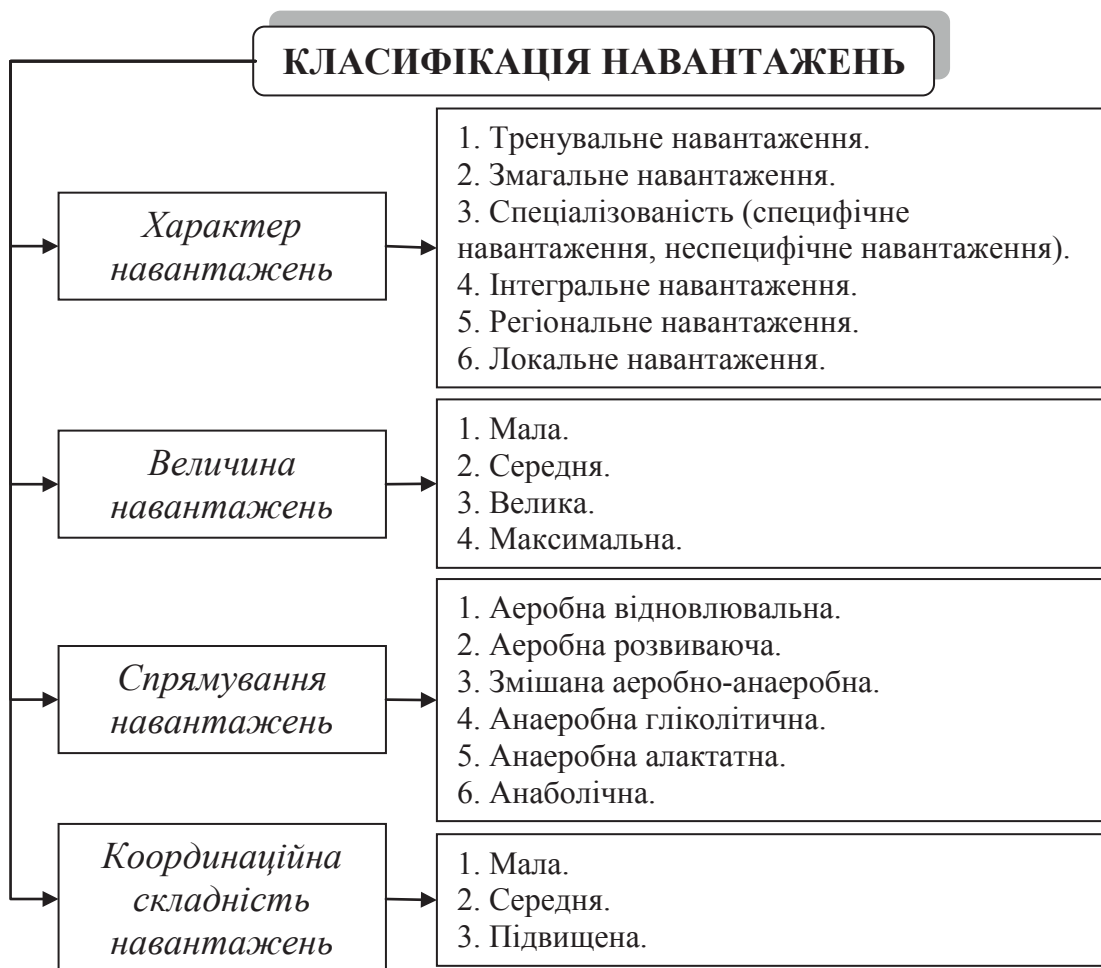 КЛАСИФІКАЦІЯ НАВАНТАЖЕНЬ
Характер
навантажень
1. Тренувальне навантаження.
2. Змагальне навантаження.
3. Спеціалізованість (специфічне
навантаження, неспецифічне навантаження).
4. Інтегральне навантаження.
5. Регіональне навантаження.
6. Локальне навантаження.
Величина
навантажень
1. Мала.
2. Середня.
3. Велика.
4. Максимальна.
Спрямування
навантажень
1. Аеробна відновлювальна.
2. Аеробна розвиваюча.
3. Змішана аеробно-анаеробна.
4. Анаеробна гліколітична.
5. Анаеробна алактатна.
6. Анаболічна.
Координаційна
складність
навантажень
1. Мала.
2. Середня.
3. Підвищена.